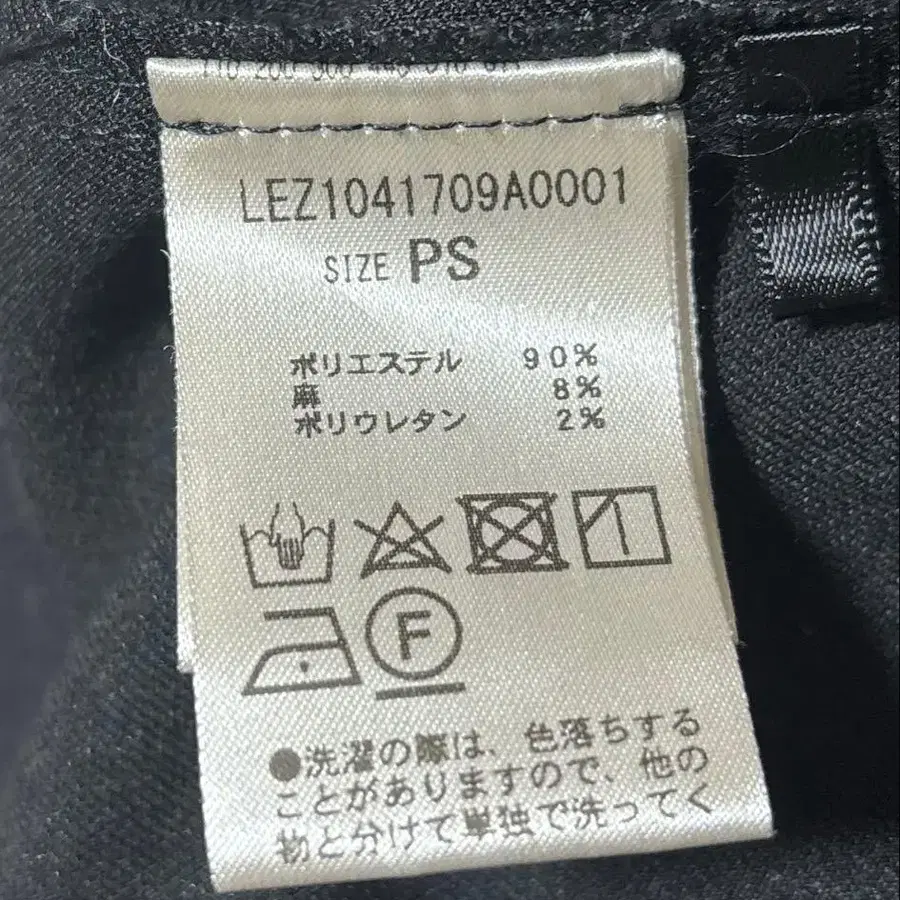 LEZ1041709A0001
SIZE PS
ポリエステル 90%
麻 8%
ポリウレタン 2%
F
●洗濯の際は、色落ちする
ことがありますので、他の
物と分けて単独で洗ってく